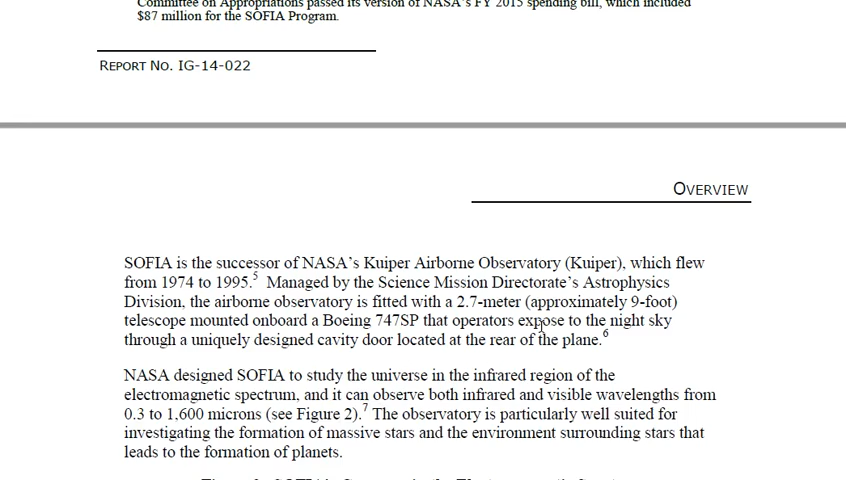 Committee on Appropriations passed its version of NASA's FY 2015 spending bill, which included
$87 million for the SOFIA Program.
REPORT NO. IG-14-022
OVERVIEW
SOFIA is the successor of NASA's Kuiper Airborne Observatory (Kuiper), which flew
from 1974 to 1995.5 Managed by the Science Mission Directorate's Astrophysics
Division, the airborne observatory is fitted with a 2.7-meter (approximately 9-foot)
telescope mounted onboard a Boeing 747SP that operators expose to the night sky
through a uniquely designed cavity door located at the rear of the plane.6
NASA designed SOFIA to study the universe in the infrared region of the
electromagnetic spectrum, and it can observe both infrared and visible wavelengths from
0.3 to 1,600 microns (see Figure 2).7 The observatory is particularly well suited for
investigating the formation of massive stars and the environment surrounding stars that
leads to the formation of planets.